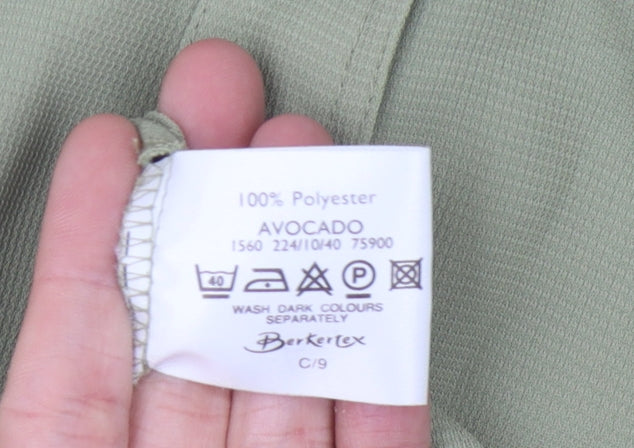 100% Polyester
AVOCADO
1560 224/10/40 75900
40 P
WASH DARK COLOURS
SEPARATELY
Berkertex
C/9